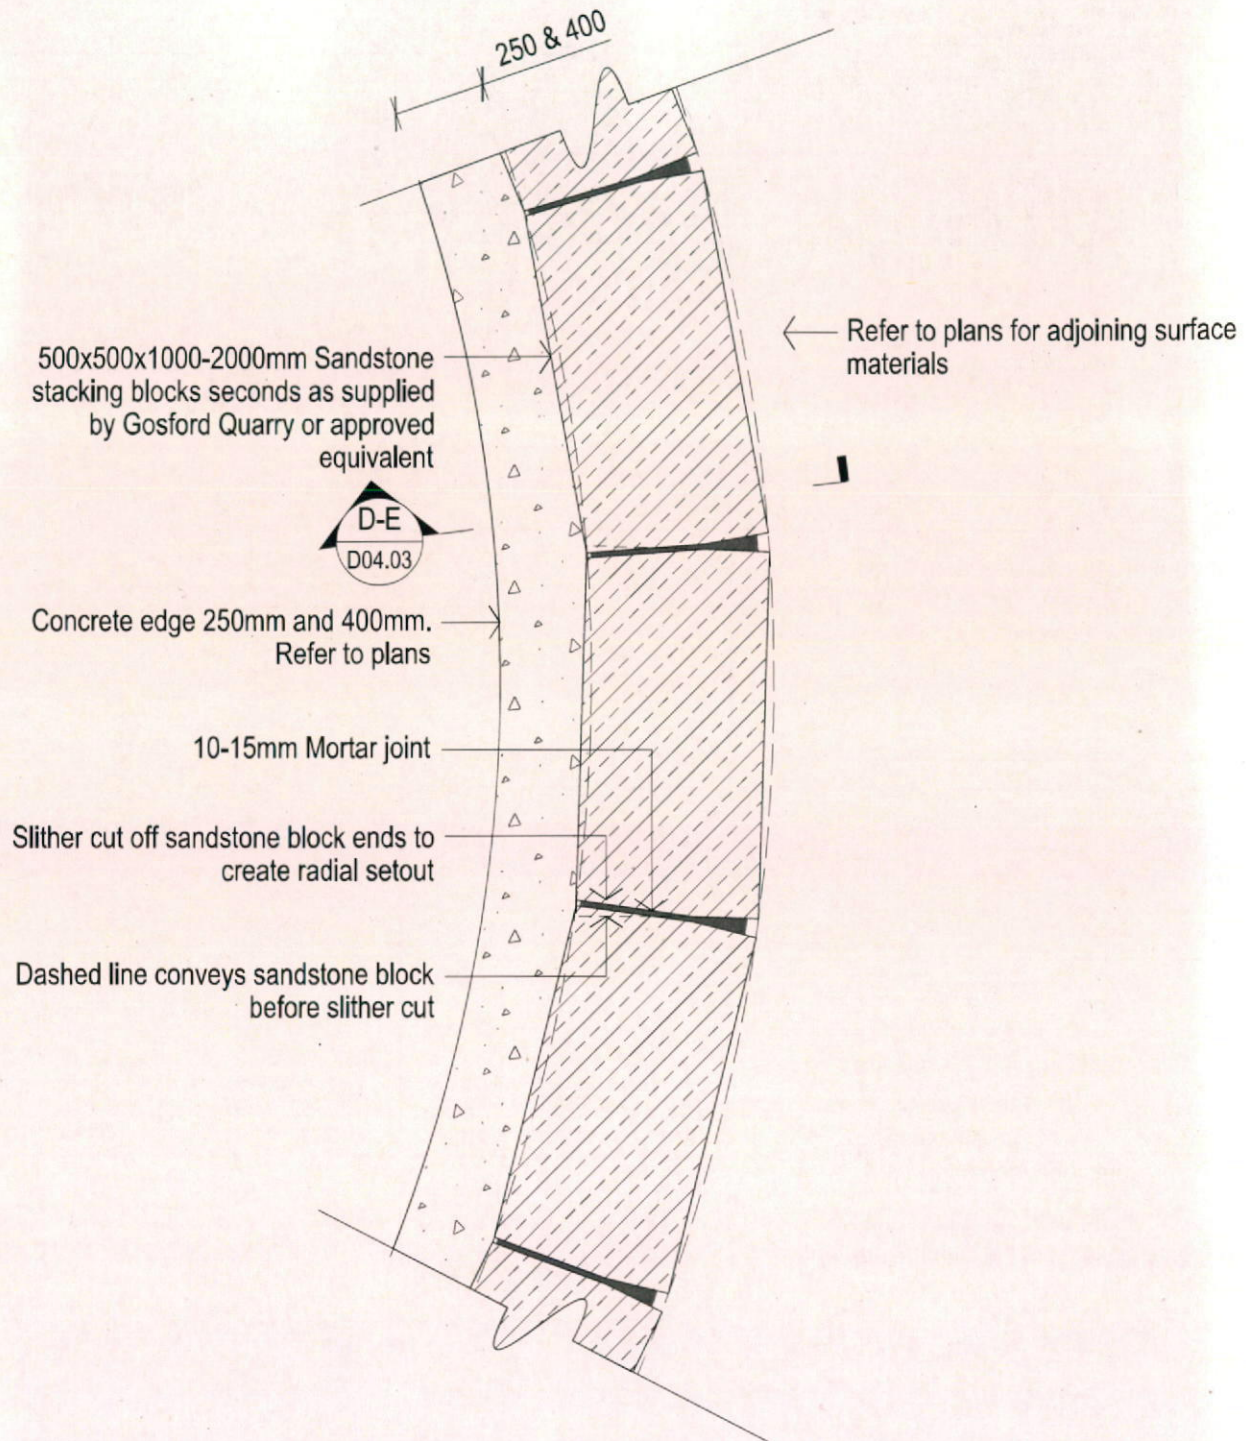 250 & 400
Refer to plans for adjoining surface
materials
500x500x1000-2000mm Sandstone
stacking blocks seconds as supplied
by Gosford Quarry or approved
equivalent
D-E
D04.03
Concrete edge 250mm and 400mm.
Refer to plans
10-15mm Mortar joint
Slither cut off sandstone block ends to
create radial setout
Dashed line conveys sandstone block
before slither cut